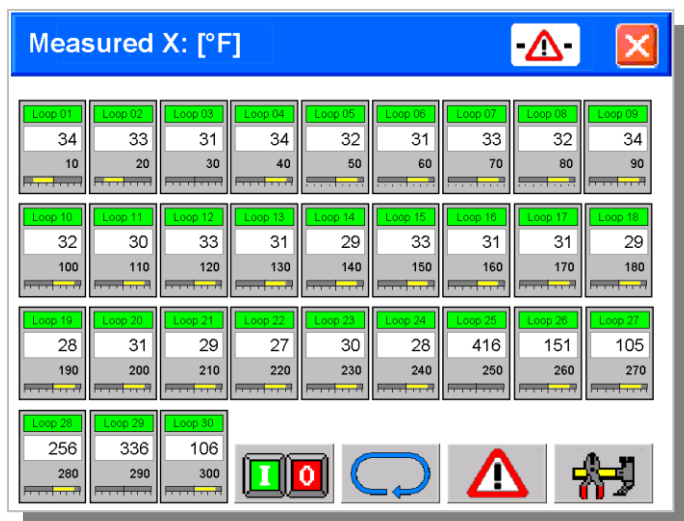 Measured X: [°F]
Loop 01 Loop 02 Loop 03 Loop 04 Loop 05 Loop 06 Loop 07 Loop 08 Loop 09
34 33 31 34 32 31 33 32 34
10 20 30 40 50 60 70 80 90
Loop 10 Loop 11 Loop 12 Loop 13 Loop 14 Loop 15 Loop 16 Loop 17 Loop 18
32 30 33 31 29 33 31 31 29
100 110 120 130 140 150 160 170 180
Loop 19 Loop 20 Loop 21 Loop 22 Loop 23 Loop 24 Loop 25 Loop 26 Loop 27
28 31 29 27 30 28 416 151 105
190 200 210 220 230 240 250 260 270
Loop 28 Loop 29 Loop 30
256 336 106
280 290 300
I O